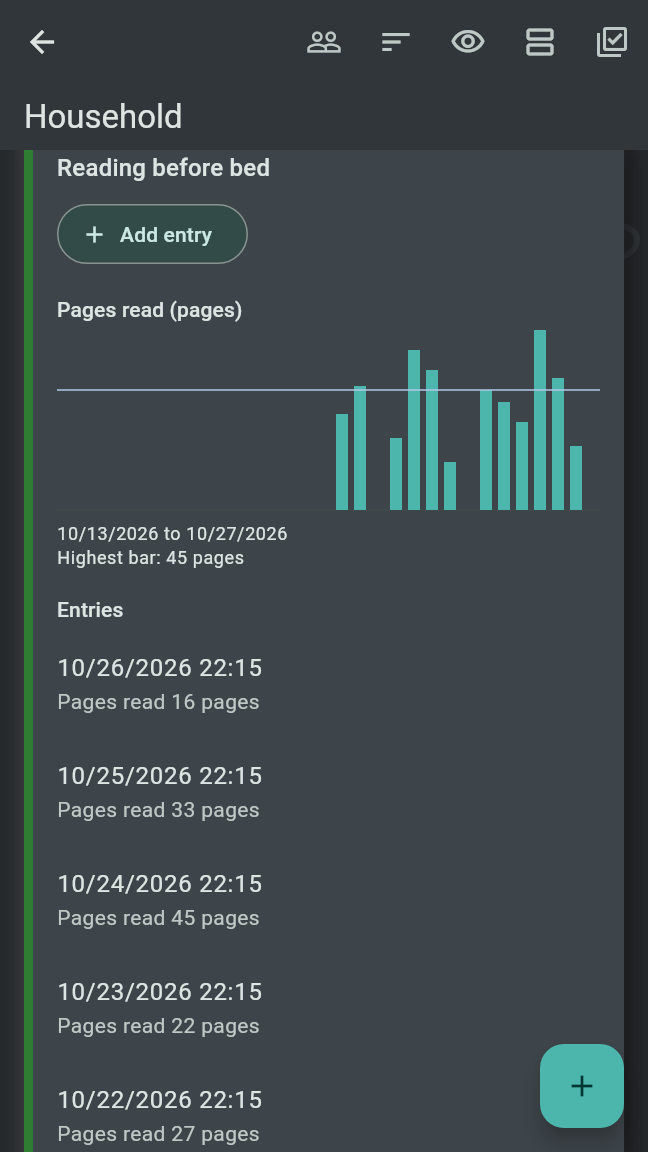 Household
Reading before bed
Add entry
Pages read (pages)
10/13/2026 to 10/27/2026
Highest bar: 45 pages
Entries
10/26/2026 22:15
Pages read 16 pages
10/25/2026 22:15
Pages read 33 pages
10/24/2026 22:15
Pages read 45 pages
10/23/2026 22:15
Pages read 22 pages
10/22/2026 22:15
Pages read 27 pages